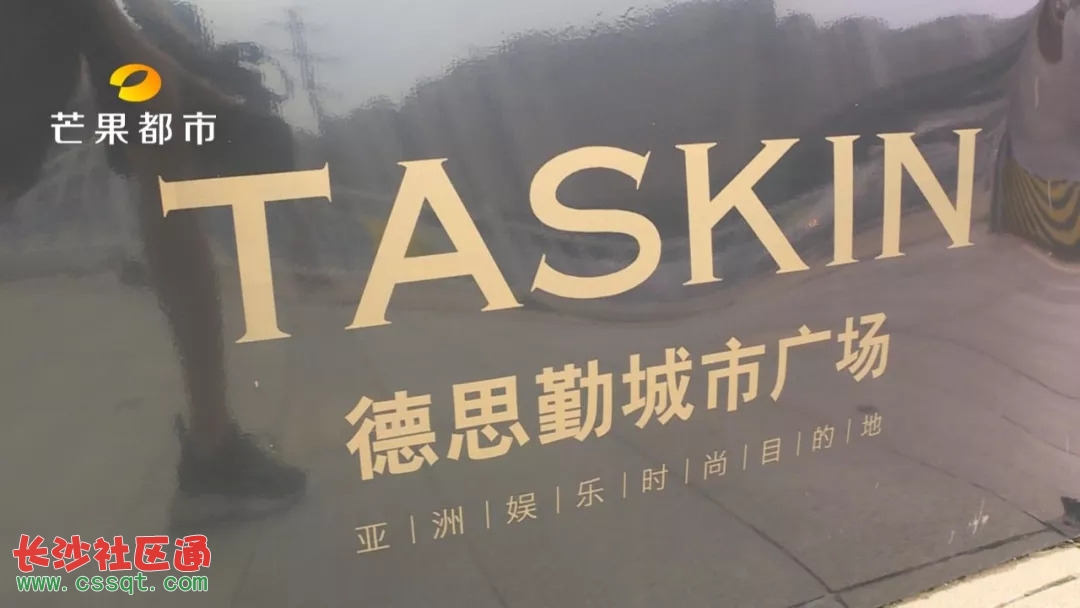 芒果都市
TASKIN
德思勤城市广场
亚|洲|娱|乐|时|尚|目|的|地
长沙社区通
www.cssqt.com